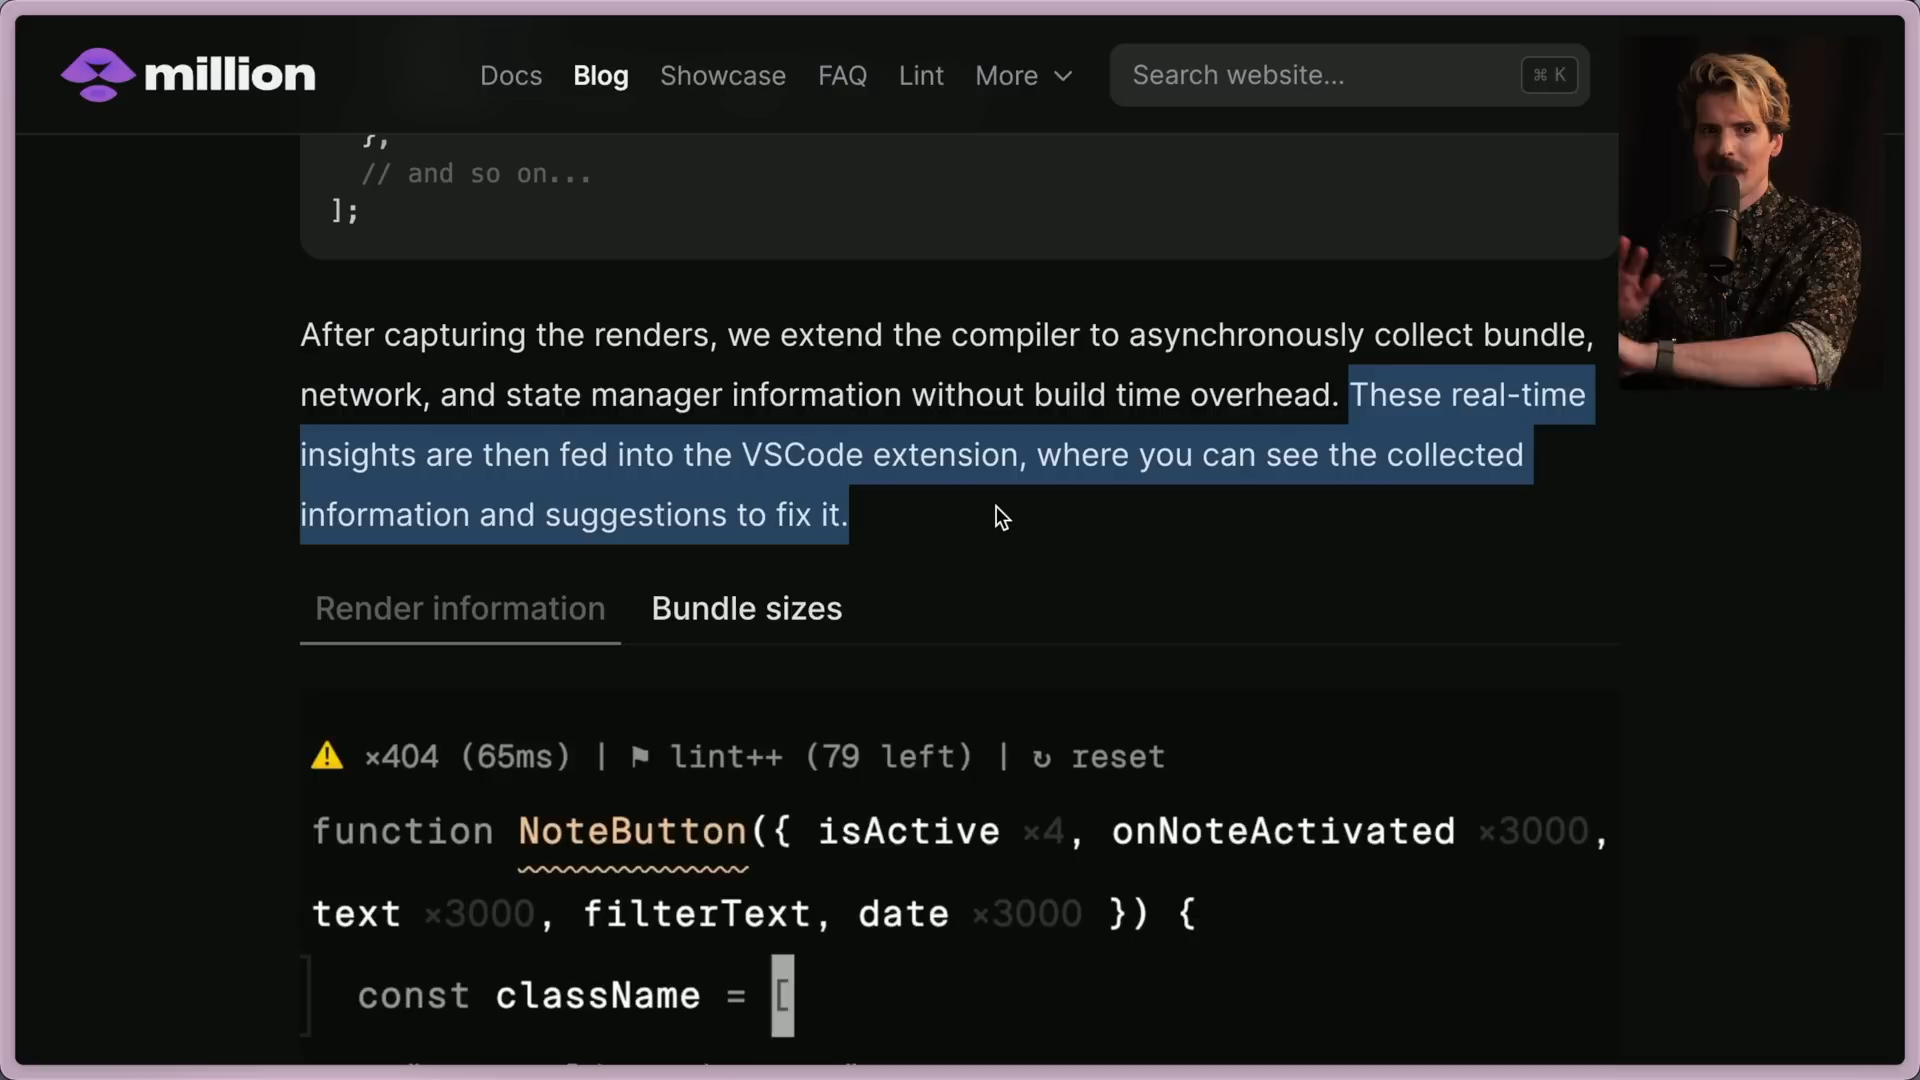 million
Docs Blog Showcase FAQ Lint More Search website... ⌘ K
},
// and so on...
];
After capturing the renders, we extend the compiler to asynchronously collect bundle,
network, and state manager information without build time overhead. These real-time
insights are then fed into the VSCode extension, where you can see the collected
information and suggestions to fix it.
Render information Bundle sizes
⚠ ×404 (65ms) | ⚑ lint++ (79 left) | ↻ reset
function NoteButton({ isActive ×4, onNoteActivated ×3000,
text ×3000, filterText, date ×3000 }) {
const className = [